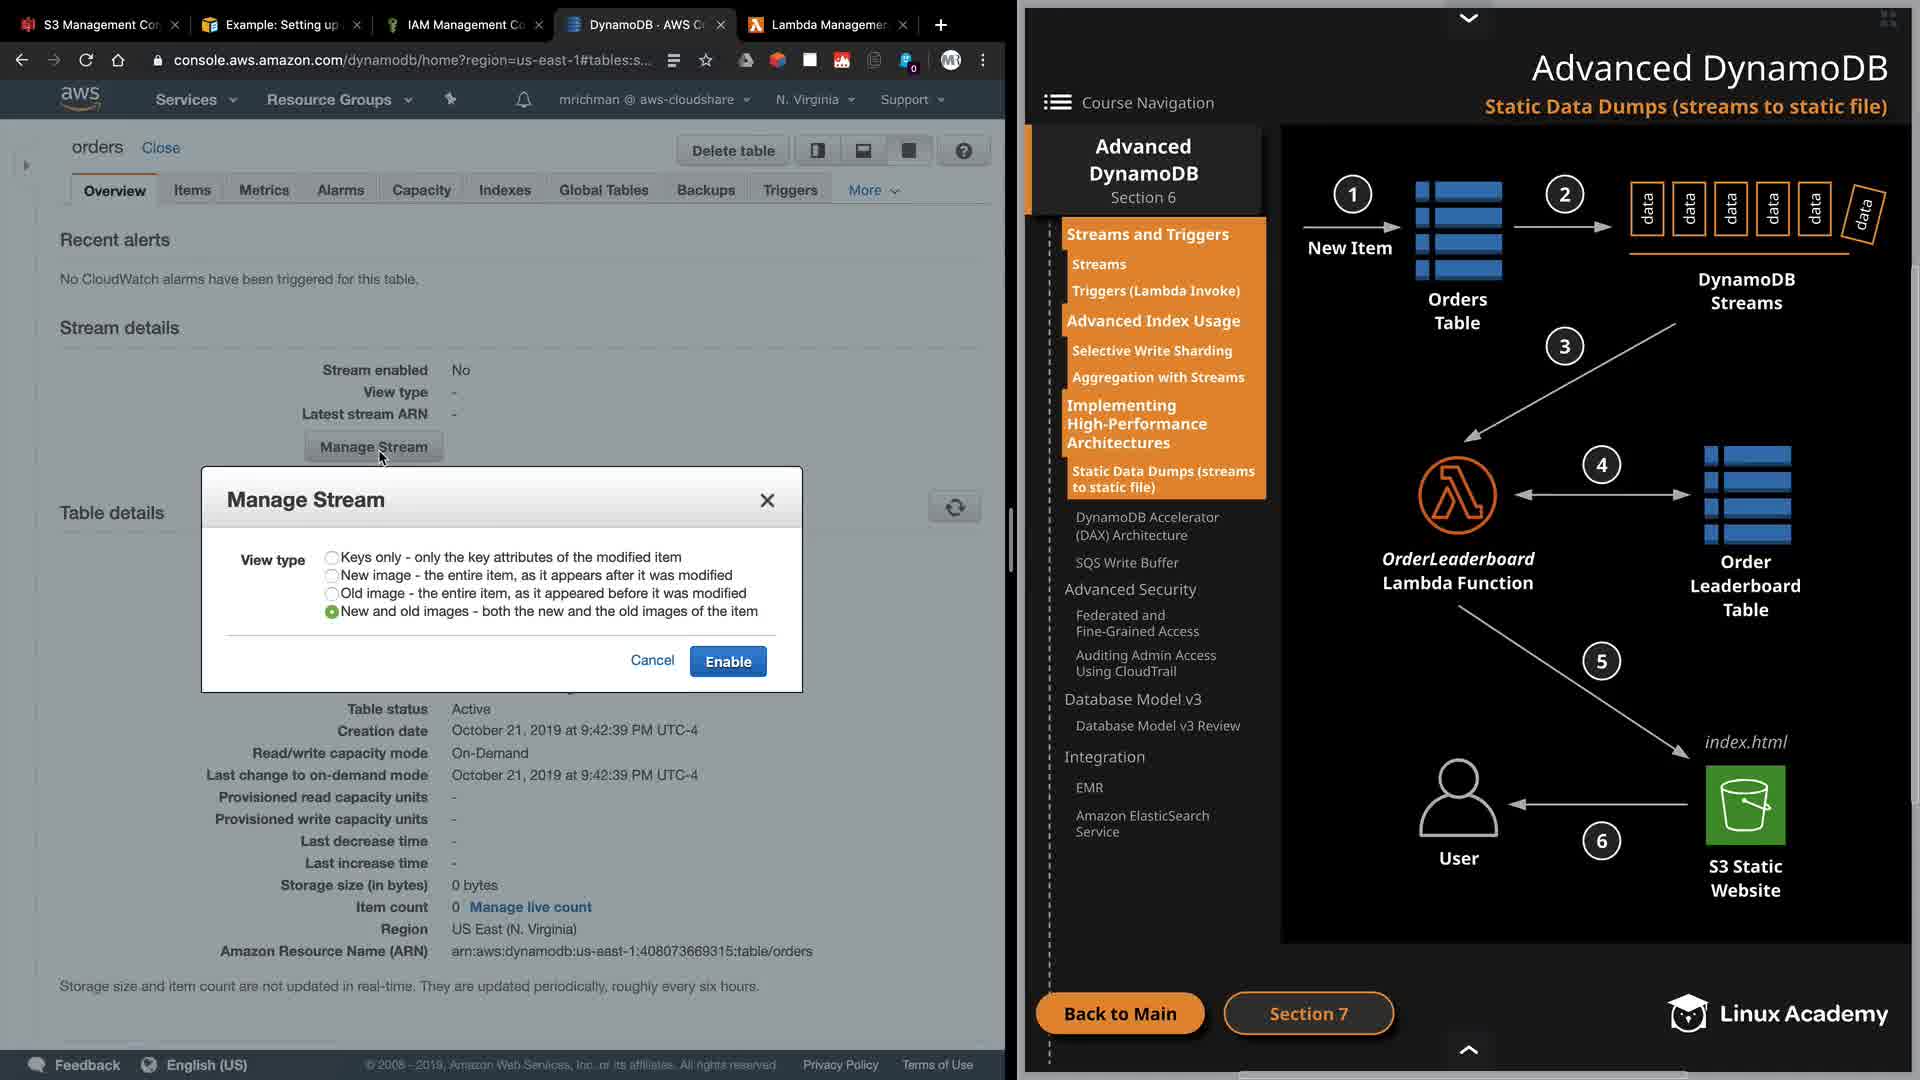 S3 Management Con
Example: Setting up
IAM Management Co
DynamoDB · AWS C
Lambda Managemen
console.aws.amazon.com/dynamodb/home?region=us-east-1#tables:s...
0
MR
aws
Services
Resource Groups
mrichman @ aws-cloudshare
N. Virginia
Support
orders
Close
Delete table
Overview
Items
Metrics
Alarms
Capacity
Indexes
Global Tables
Backups
Triggers
More
Recent alerts
No CloudWatch alarms have been triggered for this table.
Stream details
Stream enabled No
View type -
Latest stream ARN -
Manage Stream
Table details
Manage Stream
View type
Keys only - only the key attributes of the modified item
New image - the entire item, as it appears after it was modified
Old image - the entire item, as it appeared before it was modified
New and old images - both the new and the old images of the item
Cancel
Enable
Table status Active
Creation date October 21, 2019 at 9:42:39 PM UTC-4
Read/write capacity mode On-Demand
Last change to on-demand mode October 21, 2019 at 9:42:39 PM UTC-4
Provisioned read capacity units -
Provisioned write capacity units -
Last decrease time -
Last increase time -
Storage size (in bytes) 0 bytes
Item count 0 Manage live count
Region US East (N. Virginia)
Amazon Resource Name (ARN) arn:aws:dynamodb:us-east-1:408073669315:table/orders
Storage size and item count are not updated in real-time. They are updated periodically, roughly every six hours.
Feedback
English (US)
© 2008 - 2019, Amazon Web Services, Inc. or its affiliates. All rights reserved.
Privacy Policy
Terms of Use
Advanced DynamoDB
Static Data Dumps (streams to static file)
Course Navigation
Advanced
DynamoDB
Section 6
Streams and Triggers
Streams
Triggers (Lambda Invoke)
Advanced Index Usage
Selective Write Sharding
Aggregation with Streams
Implementing
High-Performance
Architectures
Static Data Dumps (streams
to static file)
DynamoDB Accelerator
(DAX) Architecture
SQS Write Buffer
Advanced Security
Federated and
Fine-Grained Access
Auditing Admin Access
Using CloudTrail
Database Model v3
Database Model v3 Review
Integration
EMR
Amazon ElasticSearch
Service
1
New Item
Orders
Table
2
data
data
data
data
data
data
DynamoDB
Streams
3
OrderLeaderboard
Lambda Function
4
Order
Leaderboard
Table
5
index.html
S3 Static
Website
6
User
Back to Main
Section 7
Linux Academy